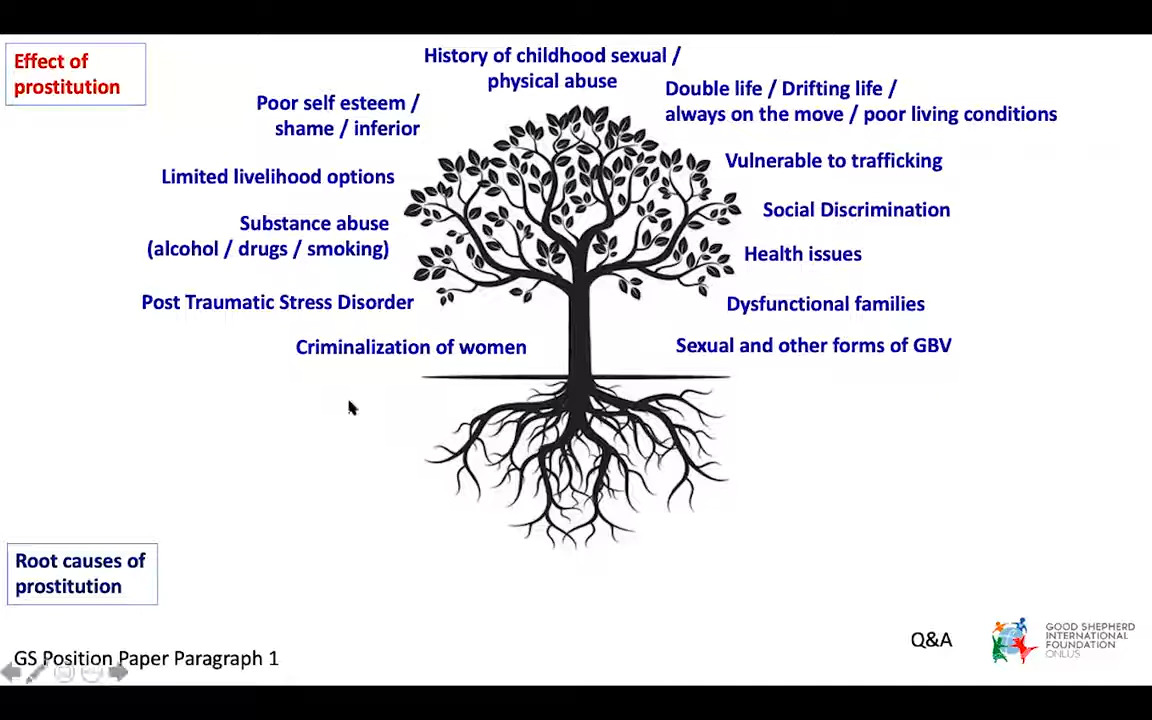 Effect of
prostitution
History of childhood sexual /
physical abuse
Poor self esteem /
shame / inferior
Double life / Drifting life /
always on the move / poor living conditions
Limited livelihood options
Vulnerable to trafficking
Substance abuse
(alcohol / drugs / smoking)
Social Discrimination
Health issues
Post Traumatic Stress Disorder
Dysfunctional families
Criminalization of women
Sexual and other forms of GBV
Root causes of
prostitution
GS Position Paper Paragraph 1
Q&A
GOOD SHEPHERD
INTERNATIONAL
FOUNDATION
ONLUS